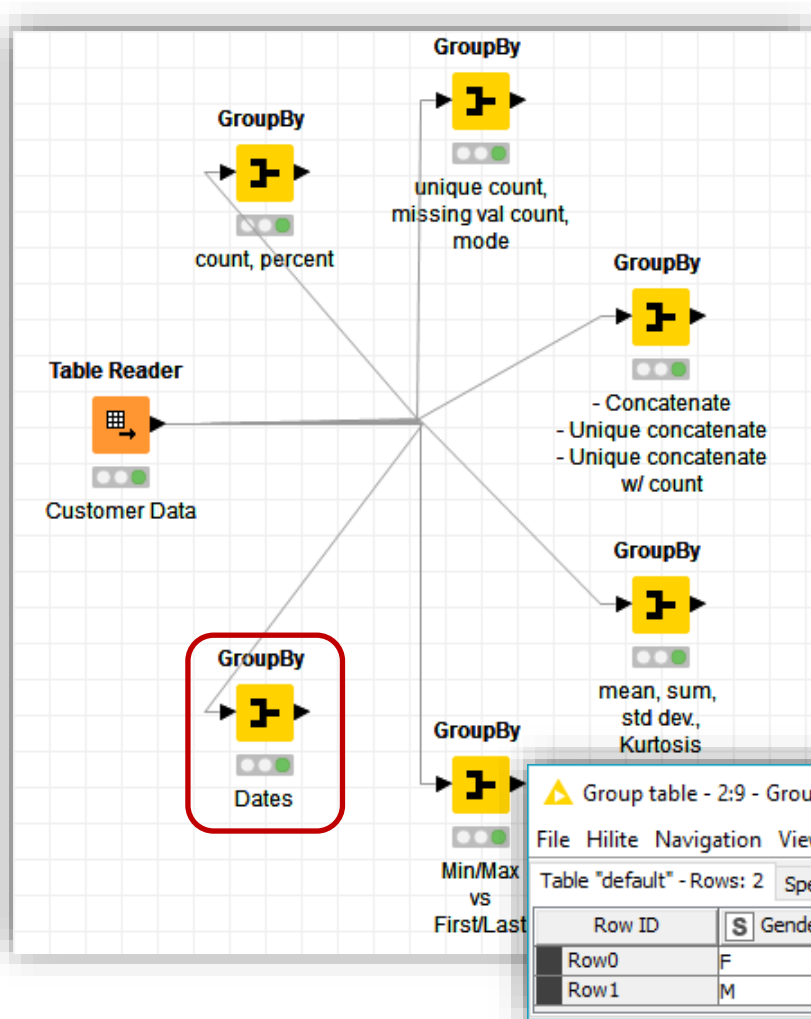 GroupBy
unique count,
missing val count,
mode
GroupBy
count, percent
GroupBy
- Concatenate
- Unique concatenate
- Unique concatenate
w/ count
Table Reader
Customer Data
GroupBy
mean, sum,
std dev.,
Kurtosis
GroupBy
Dates
GroupBy
Min/Max
vs
First/Last
Group table - 2:9 - Grou
File Hilite Navigation Vie
Table "default" - Rows: 2 Spe
Row ID S Gende
Row0 F
Row1 M